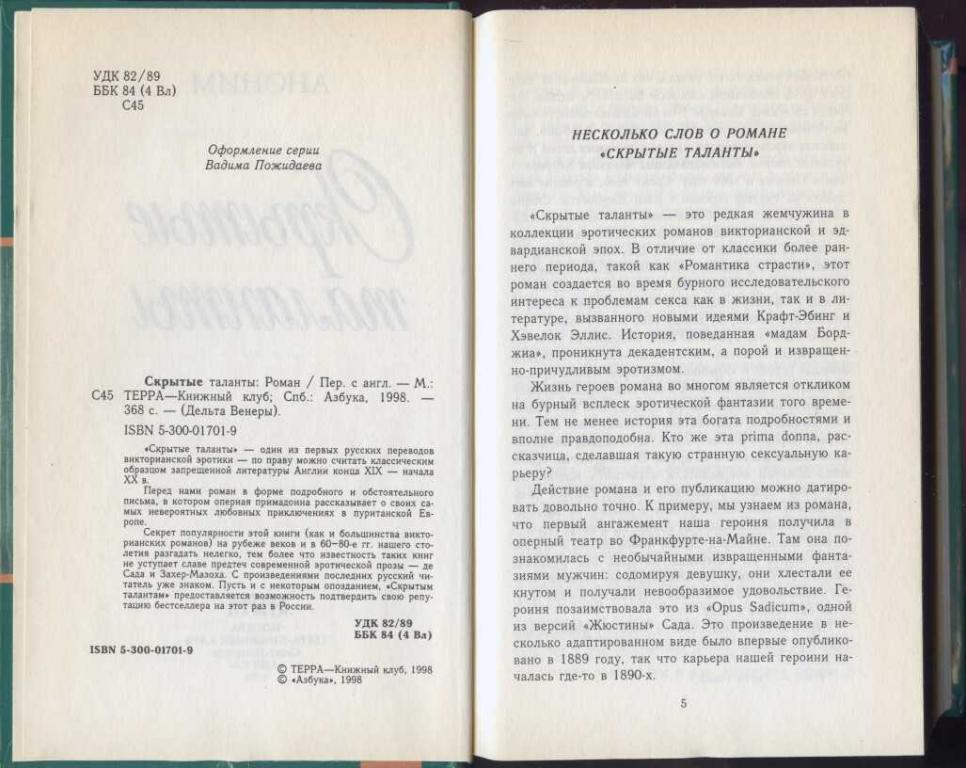 УДК 82/89
ББК 84 (4 Вл)
С45
Оформление серии
Вадима Пожидаева
Скрытые таланты: Роман / Пер. с англ. — М.:
С45 ТЕРРА—Книжный клуб; Спб.: Азбука, 1998. —
368 с. — (Дельта Венеры).
ISBN 5-300-01701-9
«Скрытые таланты» — один из первых русских переводов
викторианской эротики — по праву можно считать классическим
образцом запрещенной литературы Англии конца XIX — начала
XX в.
Перед нами роман в форме подробного и обстоятельного
письма, в котором оперная примадонна рассказывает о своих са-
мых невероятных любовных приключениях в пуританской Ев-
ропе.
Секрет популярности этой книги (как и большинства викто-
рианских романов) на рубеже веков и в 60—80-е гг. нашего сто-
летия разгадать нелегко, тем более что известность таких книг
не уступает славе предтеч современной эротической прозы — де
Сада и Захер-Мазоха. С произведениями последних русский чи-
татель уже знаком. Пусть и с некоторым опозданием, «Скрытым
талантам» предоставляется возможность подтвердить свою репу-
тацию бестселлера на этот раз в России.
УДК 82/89
ББК 84 (4 Вл)
ISBN 5-300-01701-9
© ТЕРРА—Книжный клуб, 1998
© «Азбука», 1998
НЕСКОЛЬКО СЛОВ О РОМАНЕ
«СКРЫТЫЕ ТАЛАНТЫ»
«Скрытые таланты» — это редкая жемчужина в
коллекции эротических романов викторианской и эд-
вардианской эпох. В отличие от классики более ран-
него периода, такой как «Романтика страсти», этот
роман создается во время бурного исследовательского
интереса к проблемам секса как в жизни, так и в ли-
тературе, вызванного новыми идеями Крафт-Эбинг и
Хэвелок Эллис. История, поведанная «мадам Борд-
жиа», проникнута декадентским, а порой и извращен-
но-причудливым эротизмом.
Жизнь героев романа во многом является откликом
на бурный всплеск эротической фантазии того време-
ни. Тем не менее история эта богата подробностями и
вполне правдоподобна. Кто же эта prima donna, рас-
сказчица, сделавшая такую странную сексуальную ка-
рьеру?
Действие романа и его публикацию можно датиро-
вать довольно точно. К примеру, мы узнаем из романа,
что первый ангажемент наша героиня получила в
оперный театр во Франкфурте-на-Майне. Там она по-
знакомилась с необычайными извращенными фанта-
зиями мужчин: содомируя девушку, они хлестали ее
кнутом и получали невообразимое удовольствие. Ге-
роиня позаимствовала это из «Opus Sadicum», одной
из версий «Жюстины» Сада. Это произведение в не-
сколько адаптированном виде было впервые опублико-
вано в 1889 году, так что карьера нашей героини на-
чалась где-то в 1890-х.
5